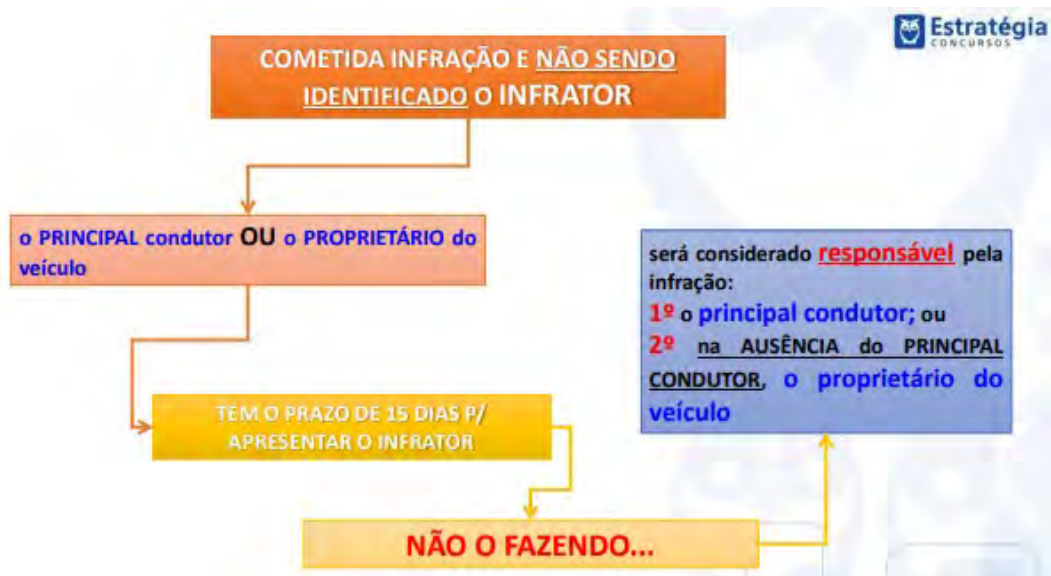 Estratégia
CONCURSOS
COMETIDA INFRAÇÃO E NÃO SENDO
IDENTIFICADO O INFRATOR
o PRINCIPAL condutor OU o PROPRIETÁRIO do
veículo
TEM O PRAZO DE 15 DIAS P/
APRESENTAR O INFRATOR
NÃO O FAZENDO...
será considerado responsável pela
infração:
1º o principal condutor; ou
2º na AUSÊNCIA do PRINCIPAL
CONDUTOR, o proprietário do
veículo